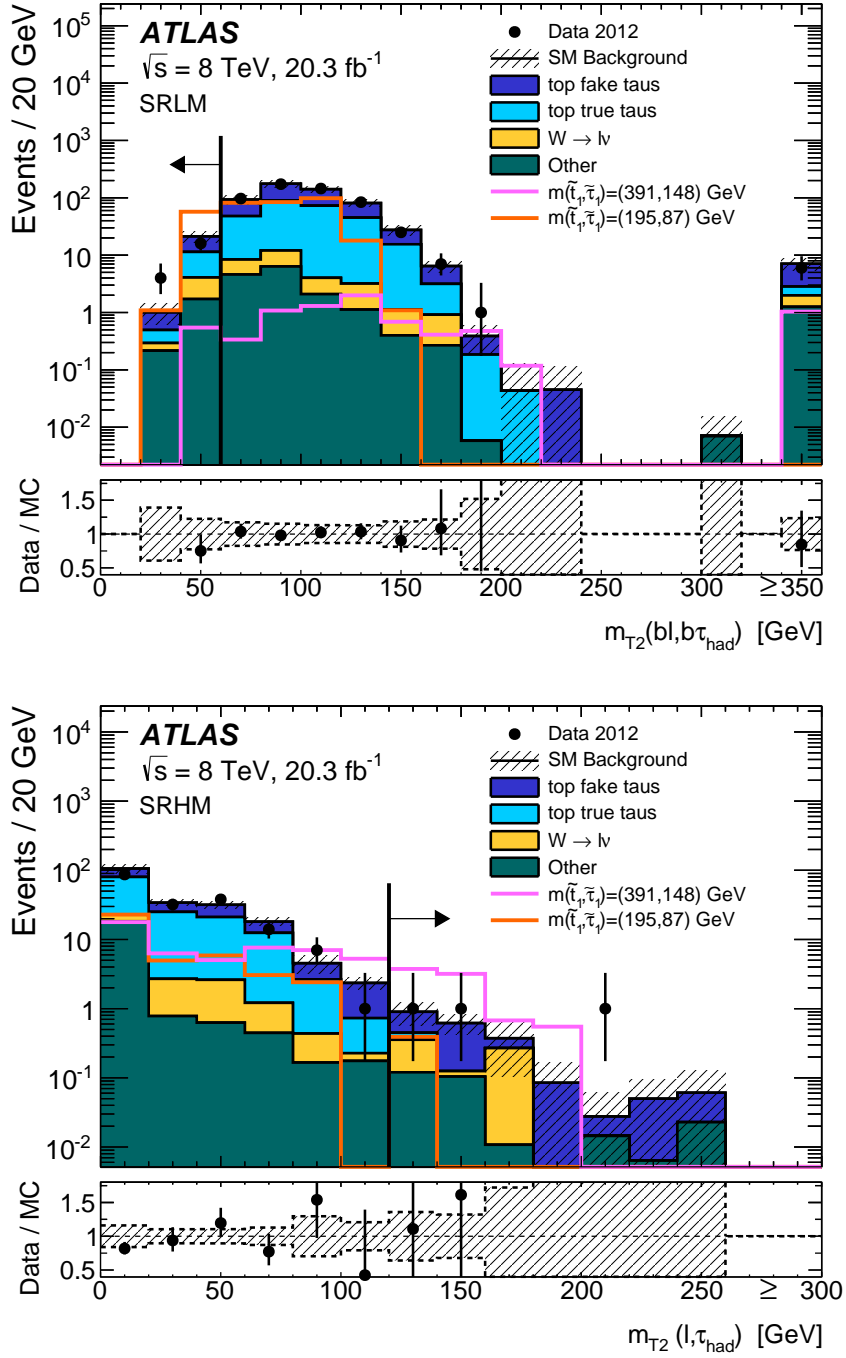 ATLAS
√s = 8 TeV, 20.3 fb⁻¹
SRLM
Data 2012
SM Background
top fake taus
top true taus
W → lν
Other
m(t̃₁,τ̃₁)=(391,148) GeV
m(t̃₁,τ̃₁)=(195,87) GeV
Events / 20 GeV
10⁵
10⁴
10³
10²
10
1
10⁻¹
10⁻²
Data / MC
1.5
1
0.5
0 50 100 150 200 250 ≥ 350
m_T2(bl,bτ_had) [GeV]
ATLAS
√s = 8 TeV, 20.3 fb⁻¹
SRHM
Data 2012
SM Background
top fake taus
top true taus
W → lν
Other
m(t̃₁,τ̃₁)=(391,148) GeV
m(t̃₁,τ̃₁)=(195,87) GeV
Events / 20 GeV
10⁴
10³
10²
10
1
10⁻¹
10⁻²
Data / MC
1.5
1
0.5
0 50 100 150 200 250 ≥ 300
m_T2 (l,τ_had) [GeV]